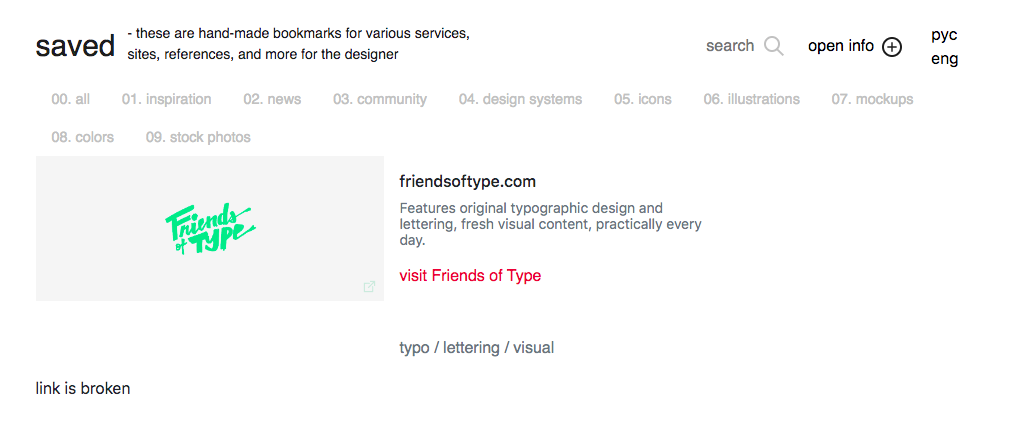 saved
- these are hand-made bookmarks for various services,
sites, references, and more for the designer
search
open info
рус
eng
00. all
01. inspiration
02. news
03. community
04. design systems
05. icons
06. illustrations
07. mockups
08. colors
09. stock photos
Friends
of Type
friendsoftype.com
Features original typographic design and
lettering, fresh visual content, practically every
day.
visit Friends of Type
typo / lettering / visual
link is broken